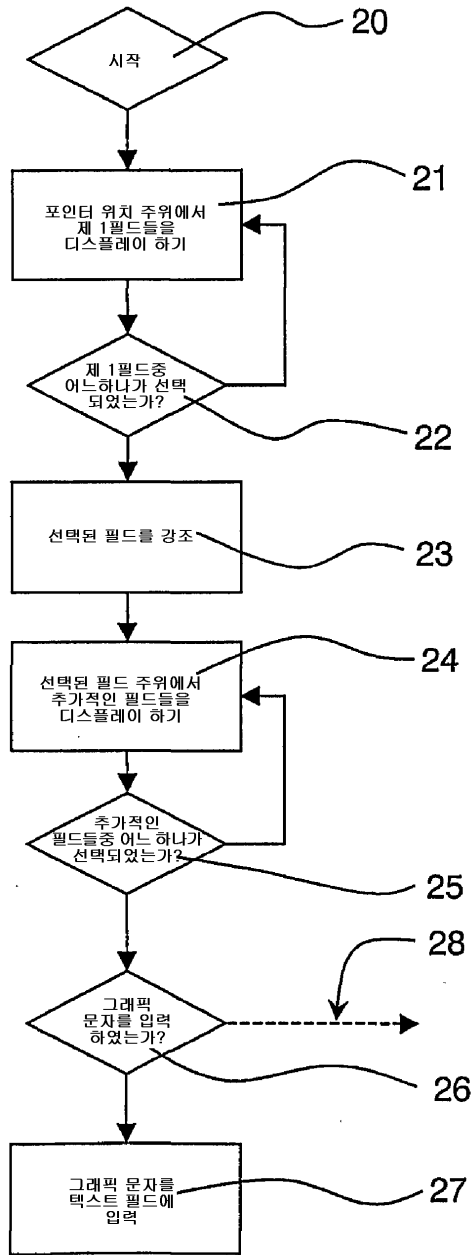 시작
20
포인터 위치 주위에서
제 1필드들을
디스플레이 하기
21
제 1필드중
어느하나가 선택
되었는가?
22
선택된 필드를 강조
23
선택된 필드 주위에서
추가적인 필드들을
디스플레이 하기
24
추가적인
필드들중 어느 하나가
선택되었는가?
25
28
그래픽
문자를 입력
하였는가?
26
그래픽 문자를
텍스트 필드에
입력
27